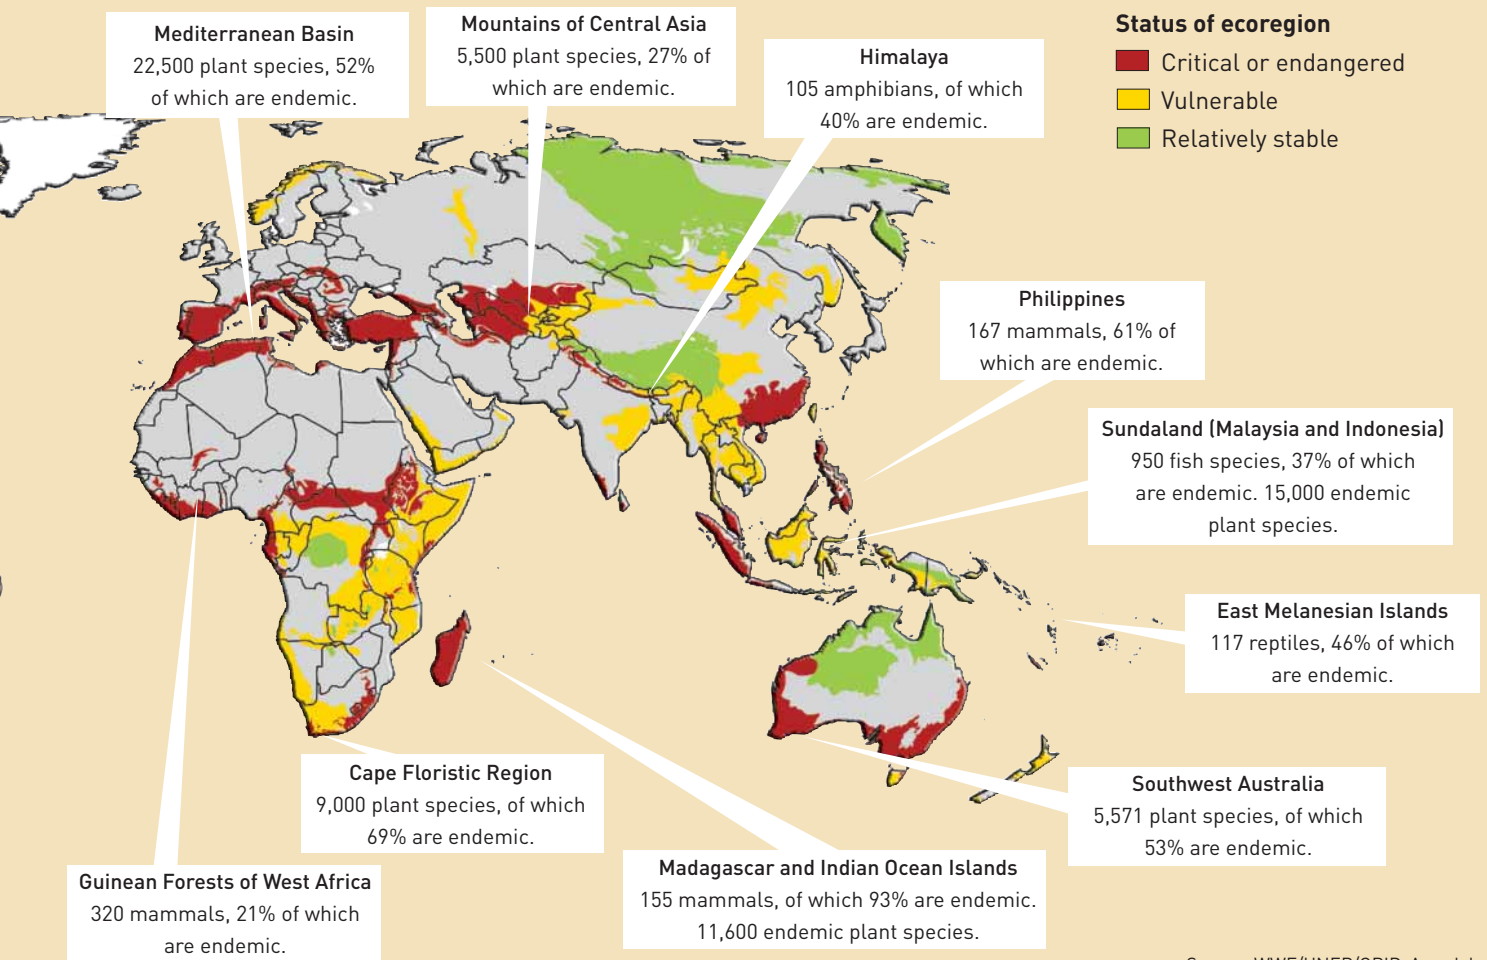 Mediterranean Basin
22,500 plant species, 52%
of which are endemic.
Mountains of Central Asia
5,500 plant species, 27% of
which are endemic.
Himalaya
105 amphibians, of which
40% are endemic.
Status of ecoregion
Critical or endangered
Vulnerable
Relatively stable
Philippines
167 mammals, 61% of
which are endemic.
Sundaland (Malaysia and Indonesia)
950 fish species, 37% of which
are endemic. 15,000 endemic
plant species.
East Melanesian Islands
117 reptiles, 46% of which
are endemic.
Southwest Australia
5,571 plant species, of which
53% are endemic.
Cape Floristic Region
9,000 plant species, of which
69% are endemic.
Madagascar and Indian Ocean Islands
155 mammals, of which 93% are endemic.
11,600 endemic plant species.
Guinean Forests of West Africa
320 mammals, 21% of which
are endemic.